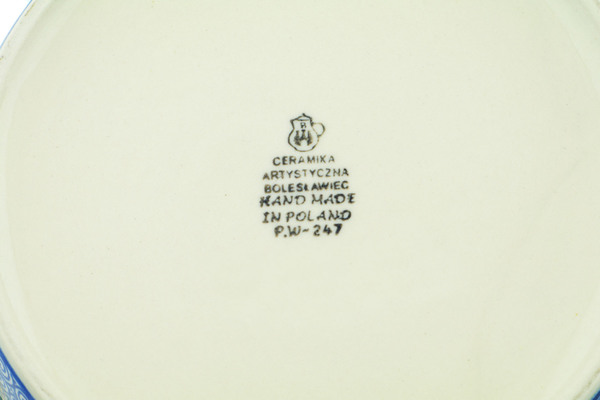 B
CERAMIKA
ARTYSTYCZNA
BOLESŁAWIEC
HAND MADE
IN POLAND
P.W-247